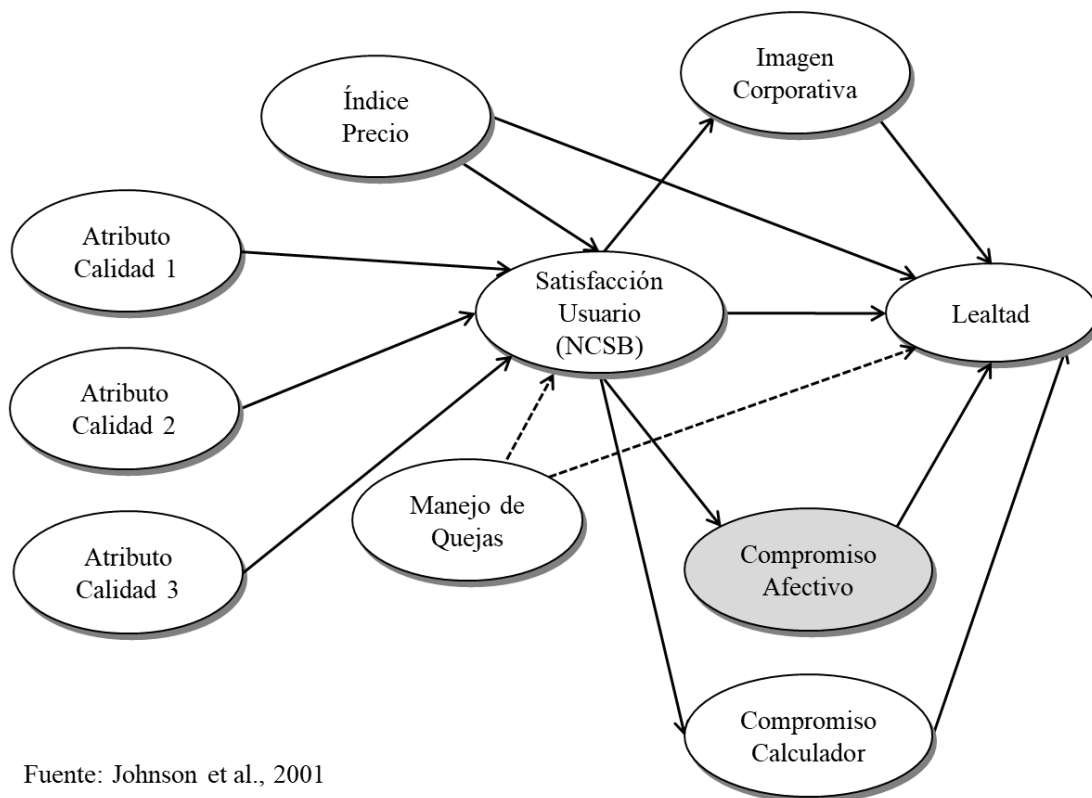 Imagen
Corporativa
Índice
Precio
Atributo
Calidad 1
Satisfacción
Usuario
(NCSB)
Lealtad
Atributo
Calidad 2
Manejo de
Quejas
Atributo
Calidad 3
Compromiso
Afectivo
Compromiso
Calculador
Fuente: Johnson et al., 2001